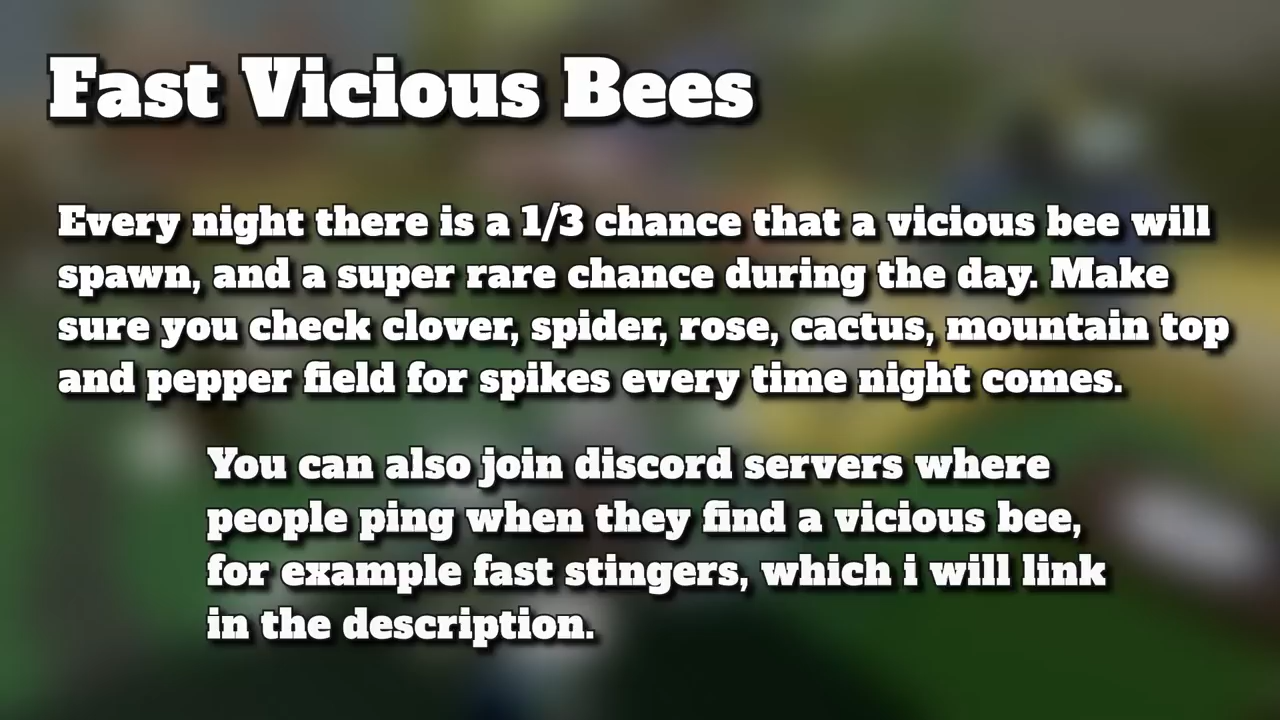 Fast Vicious Bees
Every night there is a 1/3 chance that a vicious bee will
spawn, and a super rare chance during the day. Make
sure you check clover, spider, rose, cactus, mountain top
and pepper field for spikes every time night comes.
You can also join discord servers where
people ping when they find a vicious bee,
for example fast stingers, which i will link
in the description.